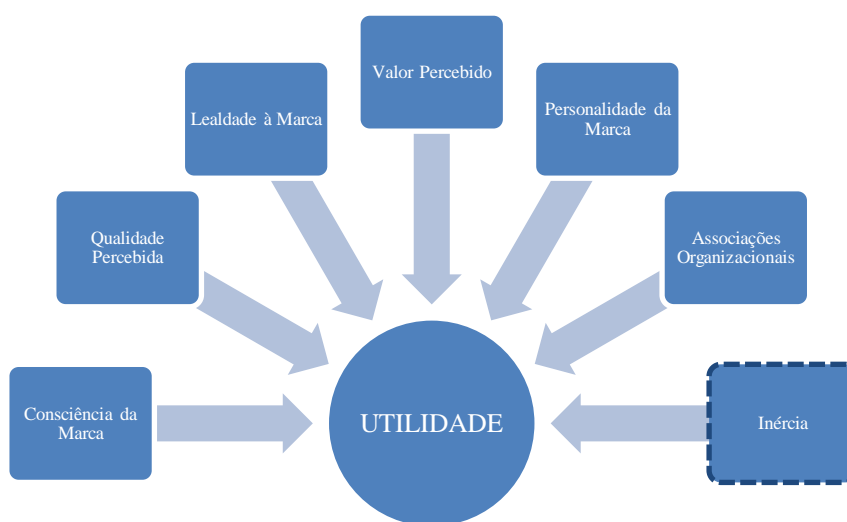 Valor Percebido
Lealdade à Marca
Personalidade da
Marca
Qualidade
Percebida
Associações
Organizacionais
Consciência da
Marca
UTILIDADE
Inércia